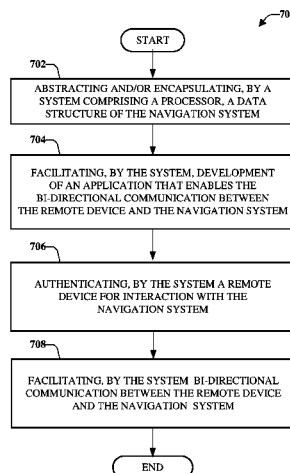 70
START
702
ABSTRACTING AND/OR ENCAPSULATING, BY A
SYSTEM COMPRISING A PROCESSOR, A DATA
STRUCTURE OF THE NAVIGATION SYSTEM
704
FACILITATING, BY THE SYSTEM, DEVELOPMENT
OF AN APPLICATION THAT ENABLES THE
BI-DIRECTIONAL COMMUNICATION BETWEEN
THE REMOTE DEVICE AND THE NAVIGATION SYSTEM
706
AUTHENTICATING, BY THE SYSTEM A REMOTE
DEVICE FOR INTERACTION WITH THE
NAVIGATION SYSTEM
708
FACILITATING, BY THE SYSTEM BI-DIRECTIONAL
COMMUNICATION BETWEEN THE REMOTE DEVICE
AND THE NAVIGATION SYSTEM
END